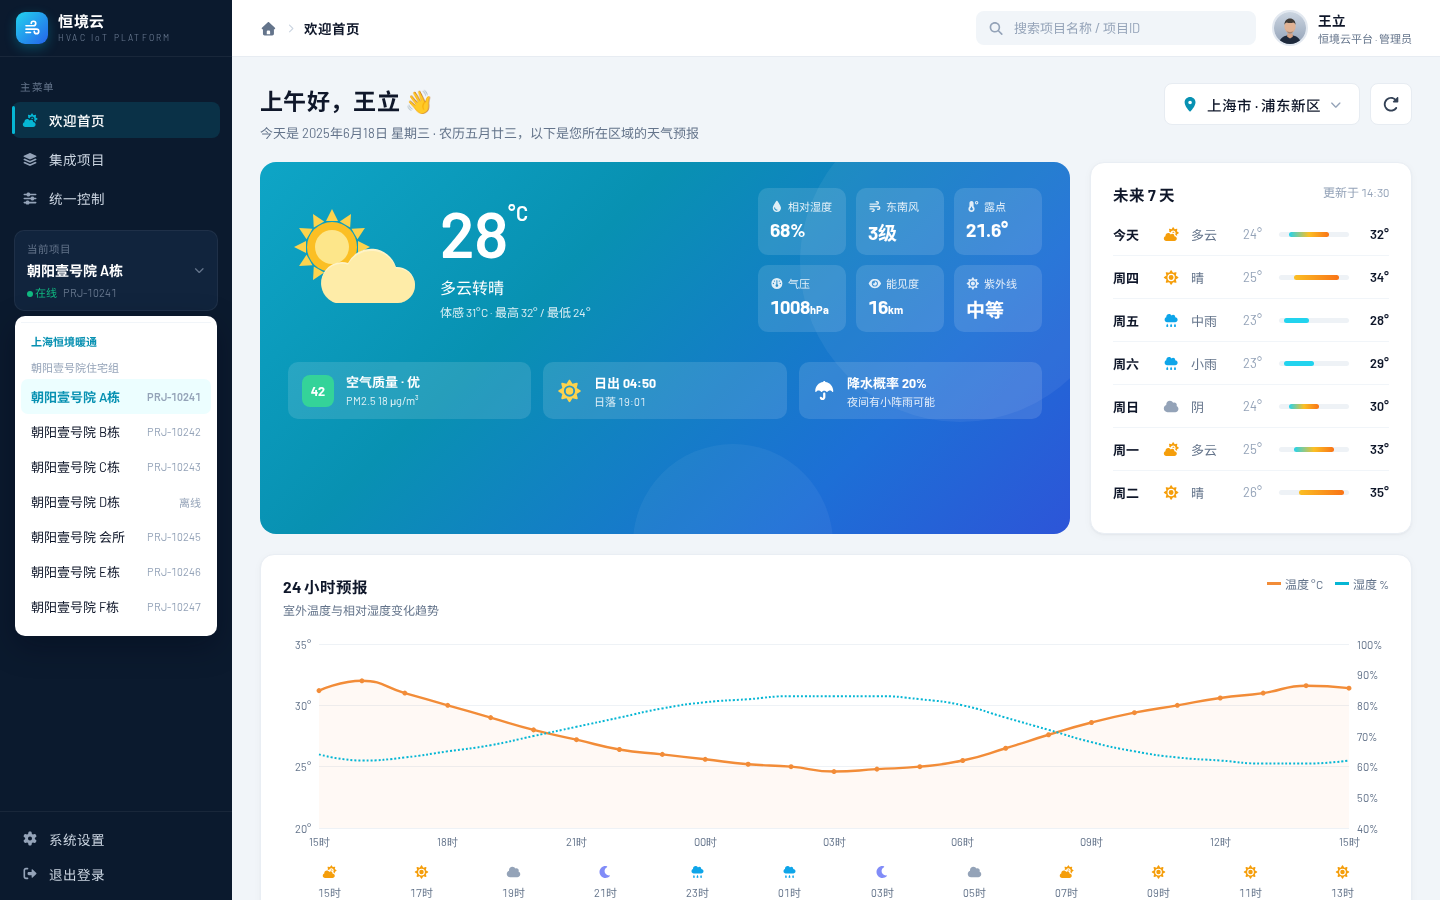 恒境云
HVAC IoT PLATFORM
主菜单
欢迎首页
集成项目
统一控制
当前项目
朝阳壹号院 A栋
在线 PRJ-10241
上海恒境暖通
朝阳壹号院住宅组
朝阳壹号院 A栋 PRJ-10241
朝阳壹号院 B栋 PRJ-10242
朝阳壹号院 C栋 PRJ-10243
朝阳壹号院 D栋 离线
朝阳壹号院 会所 PRJ-10245
朝阳壹号院 E栋 PRJ-10246
朝阳壹号院 F栋 PRJ-10247
系统设置
退出登录
欢迎首页
搜索项目名称 / 项目ID
王立
恒境云平台 · 管理员
上午好，王立 👋
今天是 2025年6月18日 星期三 · 农历五月廿三，以下是您所在区域的天气预报
上海市 · 浦东新区
28°C
多云转晴
体感 31°C · 最高 32° / 最低 24°
相对湿度
68%
东南风
3级
露点
21.6°
气压
1008hPa
能见度
16km
紫外线
中等
42
空气质量 · 优
PM2.5 18 μg/m³
日出 04:50
日落 19:01
降水概率 20%
夜间有小阵雨可能
未来 7 天
更新于 14:30
今天 多云 24° 32°
周四 晴 25° 34°
周五 中雨 23° 28°
周六 小雨 23° 29°
周日 阴 24° 30°
周一 多云 25° 33°
周二 晴 26° 35°
24 小时预报
室外温度与相对湿度变化趋势
温度 °C 湿度 %
35°
30°
25°
20°
100%
90%
80%
70%
60%
50%
40%
15时 18时 21时 00时 03时 06时 09时 12时 15时
15时 17时 19时 21时 23时 01时 03时 05时 07时 09时 11时 13时